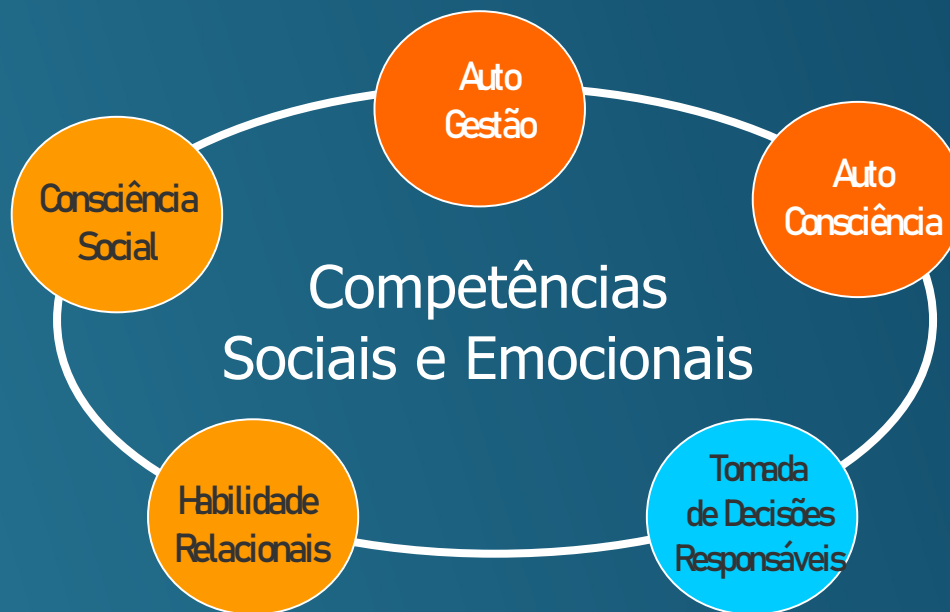 Auto
Gestão
Auto
Consciência
Consciência
Social
Competências
Sociais e Emocionais
Habilidade
Relacionais
Tomada
de Decisões
Responsáveis